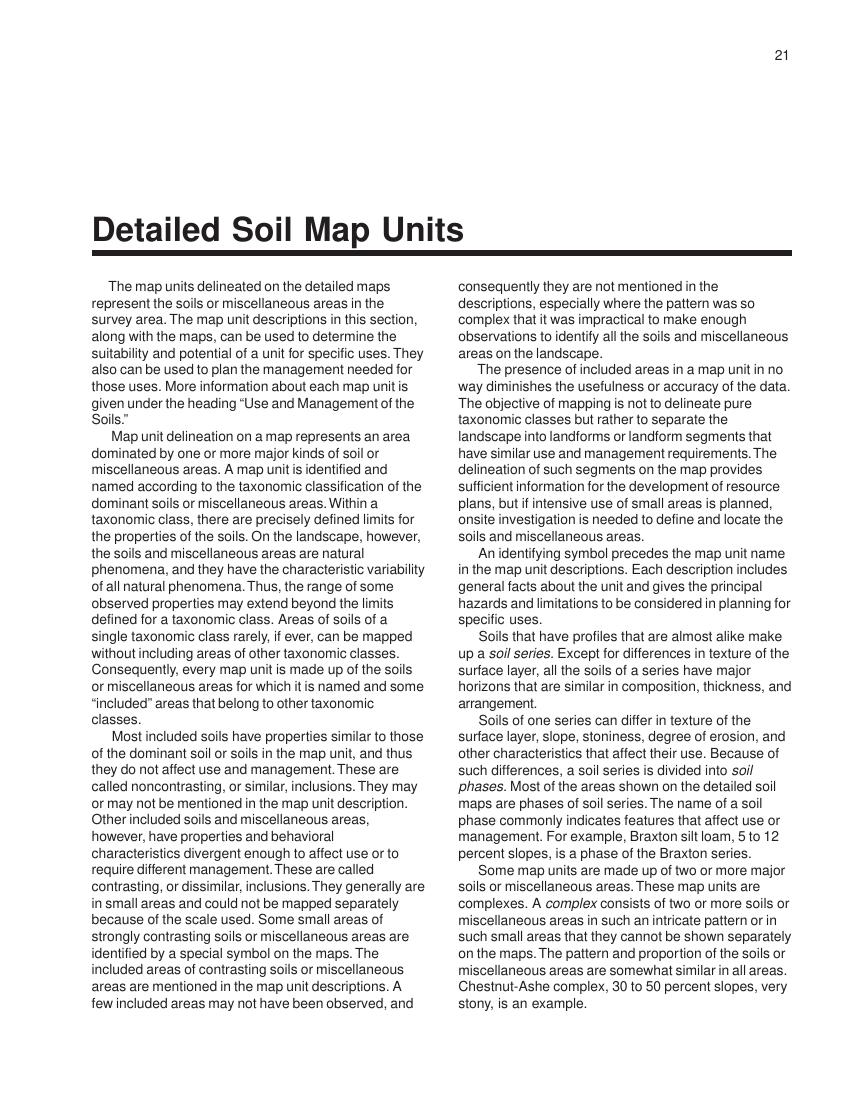 21
Detailed Soil Map Units
The map units delineated on the detailed maps
represent the soils or miscellaneous areas in the
survey area. The map unit descriptions in this section,
along with the maps, can be used to determine the
suitability and potential of a unit for specific uses. They
also can be used to plan the management needed for
those uses. More information about each map unit is
given under the heading “Use and Management of the
Soils.”
Map unit delineation on a map represents an area
dominated by one or more major kinds of soil or
miscellaneous areas. A map unit is identified and
named according to the taxonomic classification of the
dominant soils or miscellaneous areas. Within a
taxonomic class, there are precisely defined limits for
the properties of the soils. On the landscape, however,
the soils and miscellaneous areas are natural
phenomena, and they have the characteristic variability
of all natural phenomena. Thus, the range of some
observed properties may extend beyond the limits
defined for a taxonomic class. Areas of soils of a
single taxonomic class rarely, if ever, can be mapped
without including areas of other taxonomic classes.
Consequently, every map unit is made up of the soils
or miscellaneous areas for which it is named and some
“included” areas that belong to other taxonomic
classes.
Most included soils have properties similar to those
of the dominant soil or soils in the map unit, and thus
they do not affect use and management. These are
called noncontrasting, or similar, inclusions. They may
or may not be mentioned in the map unit description.
Other included soils and miscellaneous areas,
however, have properties and behavioral
characteristics divergent enough to affect use or to
require different management. These are called
contrasting, or dissimilar, inclusions. They generally are
in small areas and could not be mapped separately
because of the scale used. Some small areas of
strongly contrasting soils or miscellaneous areas are
identified by a special symbol on the maps. The
included areas of contrasting soils or miscellaneous
areas are mentioned in the map unit descriptions. A
few included areas may not have been observed, and
consequently they are not mentioned in the
descriptions, especially where the pattern was so
complex that it was impractical to make enough
observations to identify all the soils and miscellaneous
areas on the landscape.
The presence of included areas in a map unit in no
way diminishes the usefulness or accuracy of the data.
The objective of mapping is not to delineate pure
taxonomic classes but rather to separate the
landscape into landforms or landform segments that
have similar use and management requirements. The
delineation of such segments on the map provides
sufficient information for the development of resource
plans, but if intensive use of small areas is planned,
onsite investigation is needed to define and locate the
soils and miscellaneous areas.
An identifying symbol precedes the map unit name
in the map unit descriptions. Each description includes
general facts about the unit and gives the principal
hazards and limitations to be considered in planning for
specific uses.
Soils that have profiles that are almost alike make
up a soil series. Except for differences in texture of the
surface layer, all the soils of a series have major
horizons that are similar in composition, thickness, and
arrangement.
Soils of one series can differ in texture of the
surface layer, slope, stoniness, degree of erosion, and
other characteristics that affect their use. Because of
such differences, a soil series is divided into soil
phases. Most of the areas shown on the detailed soil
maps are phases of soil series. The name of a soil
phase commonly indicates features that affect use or
management. For example, Braxton silt loam, 5 to 12
percent slopes, is a phase of the Braxton series.
Some map units are made up of two or more major
soils or miscellaneous areas. These map units are
complexes. A complex consists of two or more soils or
miscellaneous areas in such an intricate pattern or in
such small areas that they cannot be shown separately
on the maps. The pattern and proportion of the soils or
miscellaneous areas are somewhat similar in all areas.
Chestnut-Ashe complex, 30 to 50 percent slopes, very
stony, is an example.